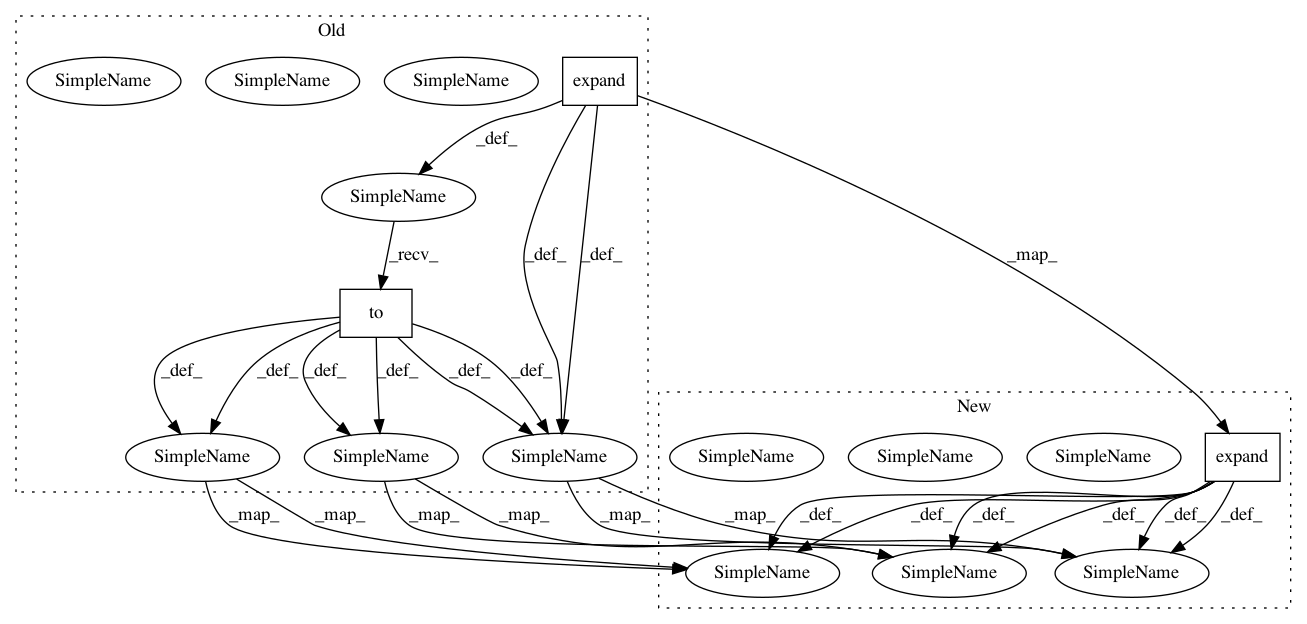 Old
SimpleName SimpleName SimpleName expand
_def_
SimpleName
_recv_ _def_ _def_ _map_
to
_def_ _def_ _def_ _def_ _def_ _def_
New
SimpleName SimpleName SimpleName SimpleName SimpleName SimpleName expand
_map_ _map_ _map_ _map_ _map_ _map_ _def_ _def_ _def_ _def_ _def_ _def_
SimpleName SimpleName SimpleName